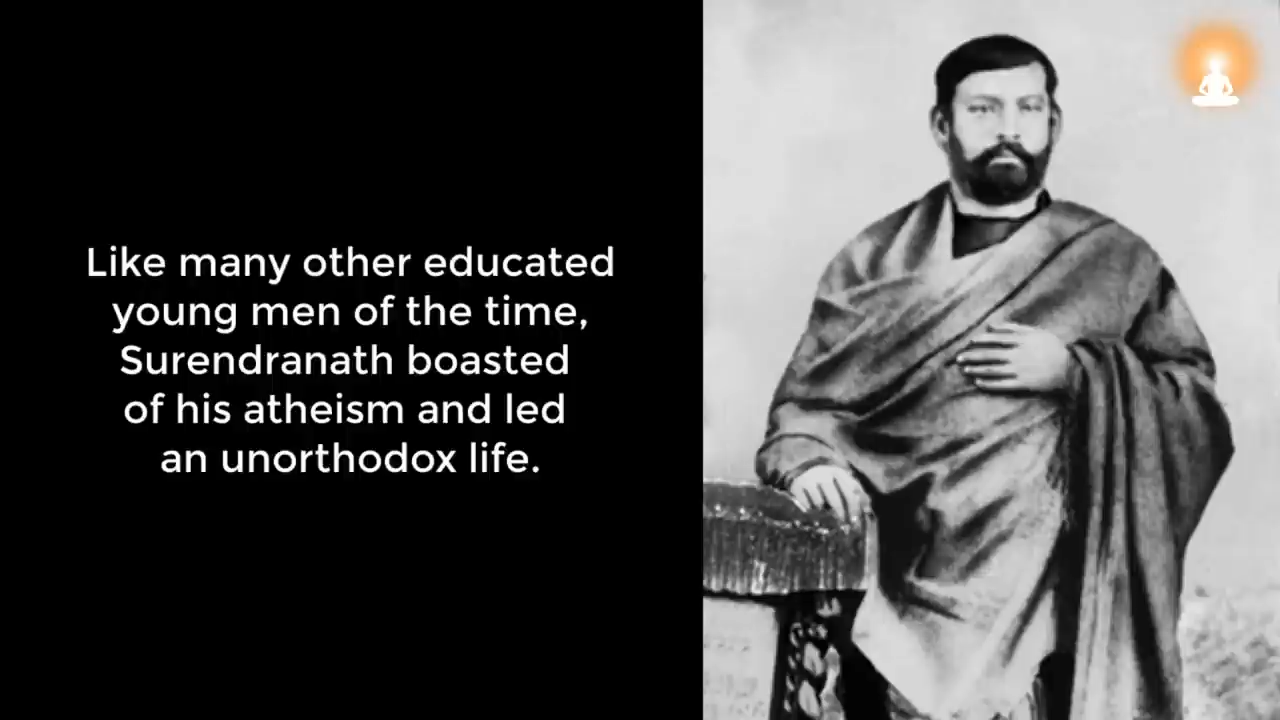 Like many other educated
young men of the time,
Surendranath boasted
of his atheism and led
an unorthodox life.